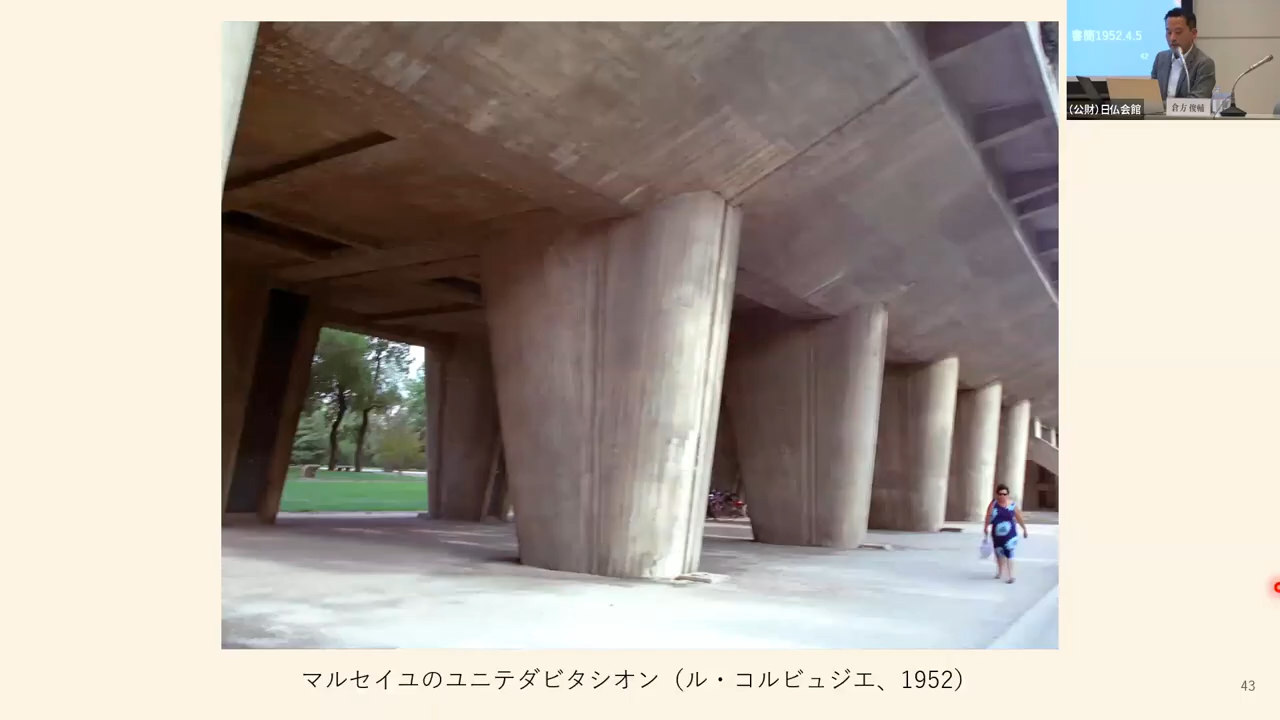 書簡1952.4.5
42
(公財)日仏会館
倉方 俊輔
マルセイユのユニテダビタシオン（ル・コルビュジエ、1952）
43